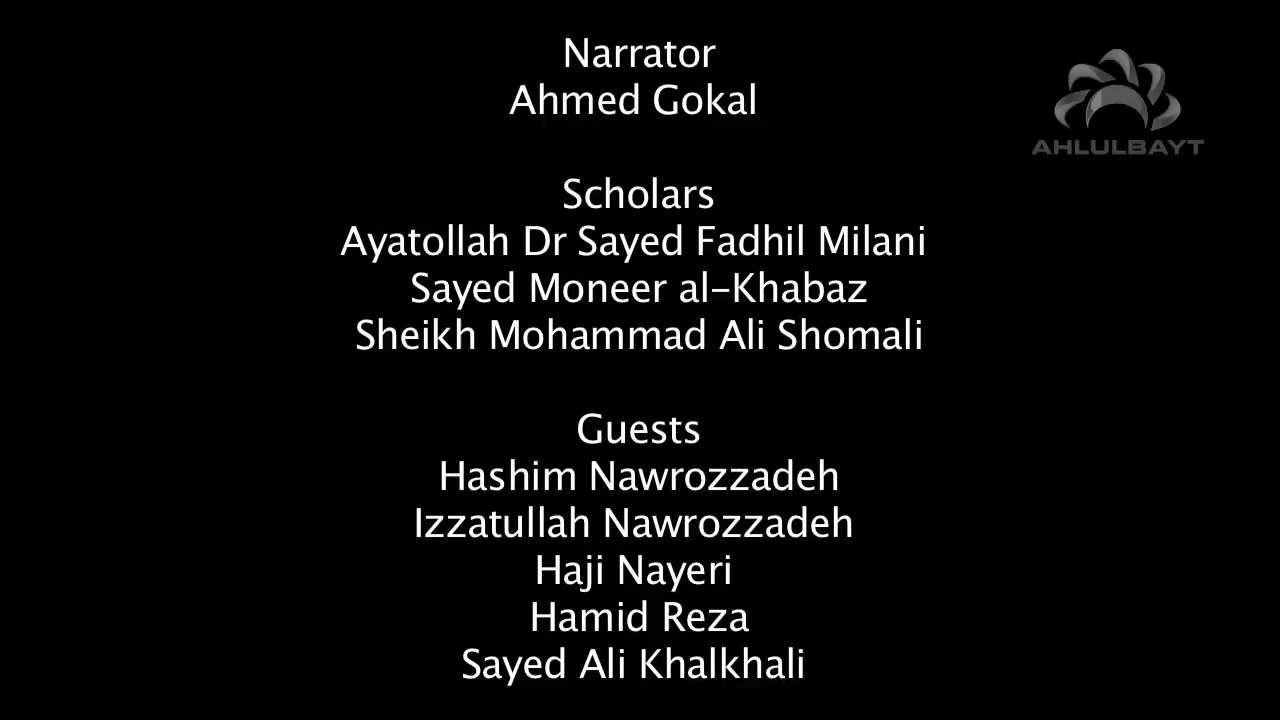 Narrator
Ahmed Gokal
AHLULBAYT
Scholars
Ayatollah Dr Sayed Fadhil Milani
Sayed Moneer al-Khabaz
Sheikh Mohammad Ali Shomali
Guests
Hashim Nawrozzadeh
Izzatullah Nawrozzadeh
Haji Nayeri
Hamid Reza
Sayed Ali Khalkhali